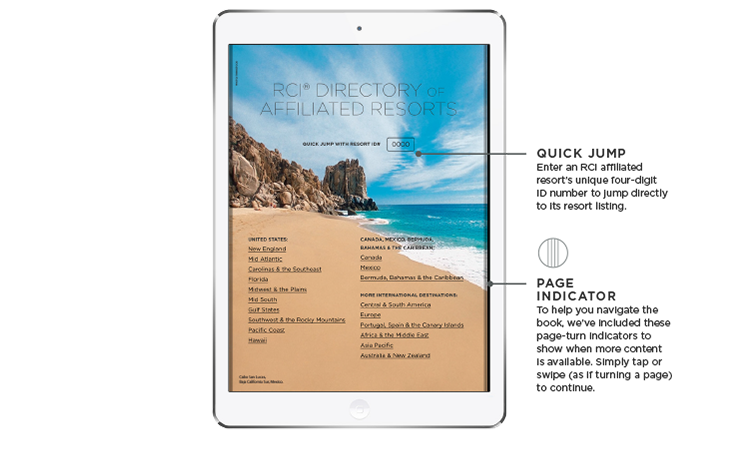 RCI® DIRECTORY OF
AFFILIATED RESORTS
QUICK JUMP WITH RESORT ID#
0000
UNITED STATES:
New England
Mid Atlantic
Carolinas & the Southeast
Florida
Midwest & the Plains
Mid South
Gulf States
Southwest & the Rocky Mountains
Pacific Coast
Hawaii
CANADA, MEXICO, BERMUDA,
BAHAMAS & THE CARIBBEAN:
Canada
Mexico
Bermuda, Bahamas & the Caribbean
MORE INTERNATIONAL DESTINATIONS:
Central & South America
Europe
Portugal, Spain & the Canary Islands
Africa & the Middle East
Asia Pacific
Australia & New Zealand
Cabo San Lucas,
Baja California Sur, Mexico.
QUICK JUMP
Enter an RCI affiliated
resort's unique four-digit
ID number to jump directly
to its resort listing.
PAGE
INDICATOR
To help you navigate the
book, we've included these
page-turn indicators to
show when more content
is available. Simply tap or
swipe (as if turning a page)
to continue.